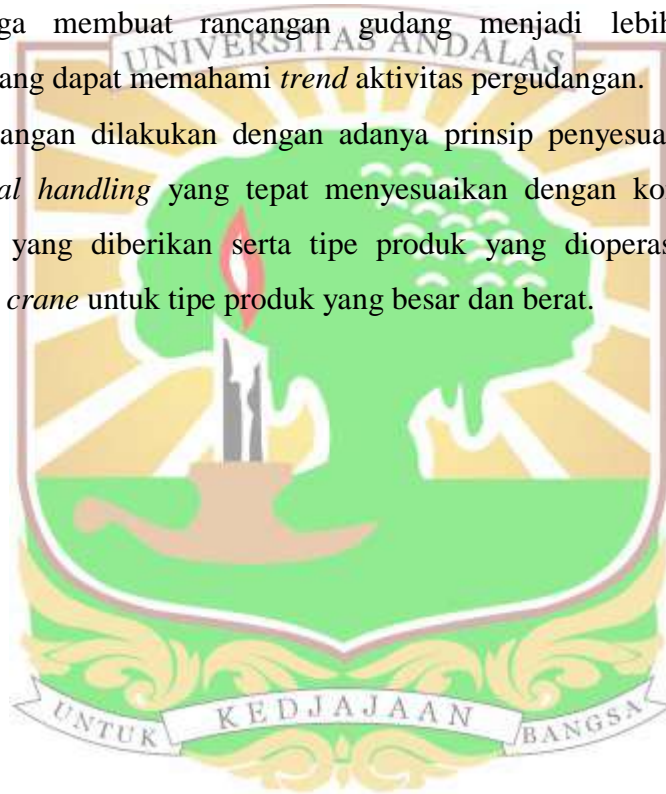 ga membuat rancangan gudang menjadi lebih
UNIVERSITAS ANDALAS
ang dapat memahami trend aktivitas pergudangan.
angan dilakukan dengan adanya prinsip penyesua
al handling yang tepat menyesuaikan dengan ko
yang diberikan serta tipe produk yang dioperas
crane untuk tipe produk yang besar dan berat.
UNTUK KEDJAJAAN BANGSA